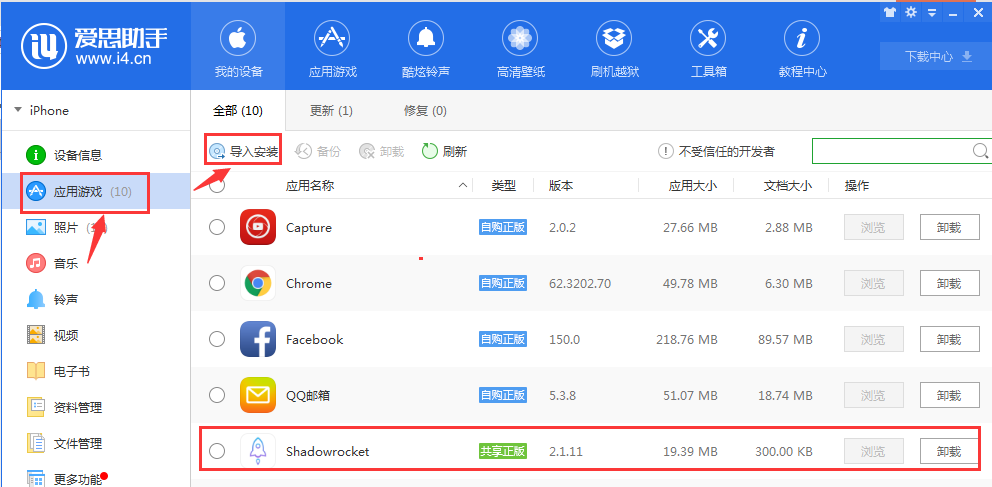 爱思助手
www.i4.cn
我的设备
应用游戏
酷炫铃声
高清壁纸
刷机越狱
工具箱
教程中心
下载中心
iPhone
全部 (10)
更新 (1)
修复 (0)
设备信息
导入安装
备份
卸载
刷新
不受信任的开发者
应用游戏 (10)
应用名称
类型
版本
应用大小
文档大小
操作
照片
Capture
自购正版
2.0.2
27.66 MB
2.88 MB
浏览
卸载
音乐
Chrome
自购正版
62.3202.70
49.78 MB
6.30 MB
浏览
卸载
铃声
视频
Facebook
自购正版
150.0
218.76 MB
89.57 MB
浏览
卸载
电子书
资料管理
QQ邮箱
自购正版
5.3.8
51.07 MB
18.74 MB
浏览
卸载
文件管理
Shadowrocket
共享正版
2.1.11
19.39 MB
300.00 KB
浏览
卸载
更多功能